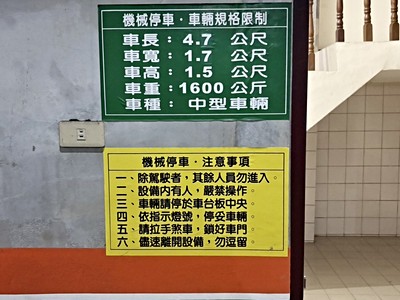 機械停車・車輛規格限制
車長：4.7 公尺
車寬：1.7 公尺
車高：1.5 公尺
車重：1600 公斤
車種：中型車輛
機械停車・注意事項
一、除駕駛者，其餘人員勿進入。
二、設備内有人，嚴禁操作。
三、車輛請停於車台板中央。
四、依指示燈號，停妥車輛。
五、請拉手煞車，鎖好車門。
六、儘速離開設備，勿逗留。